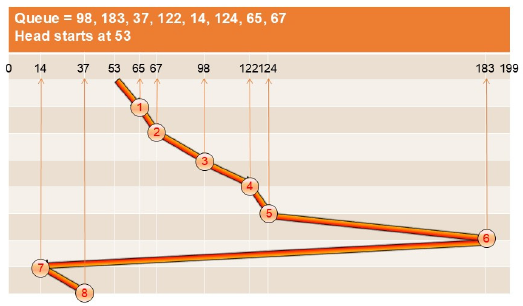 Queue = 98, 183, 37, 122, 14, 124, 65, 67
Head starts at 53
0 14 37 53 65 67 98 122124 183 199
1
2
3
4
5
6
7
8